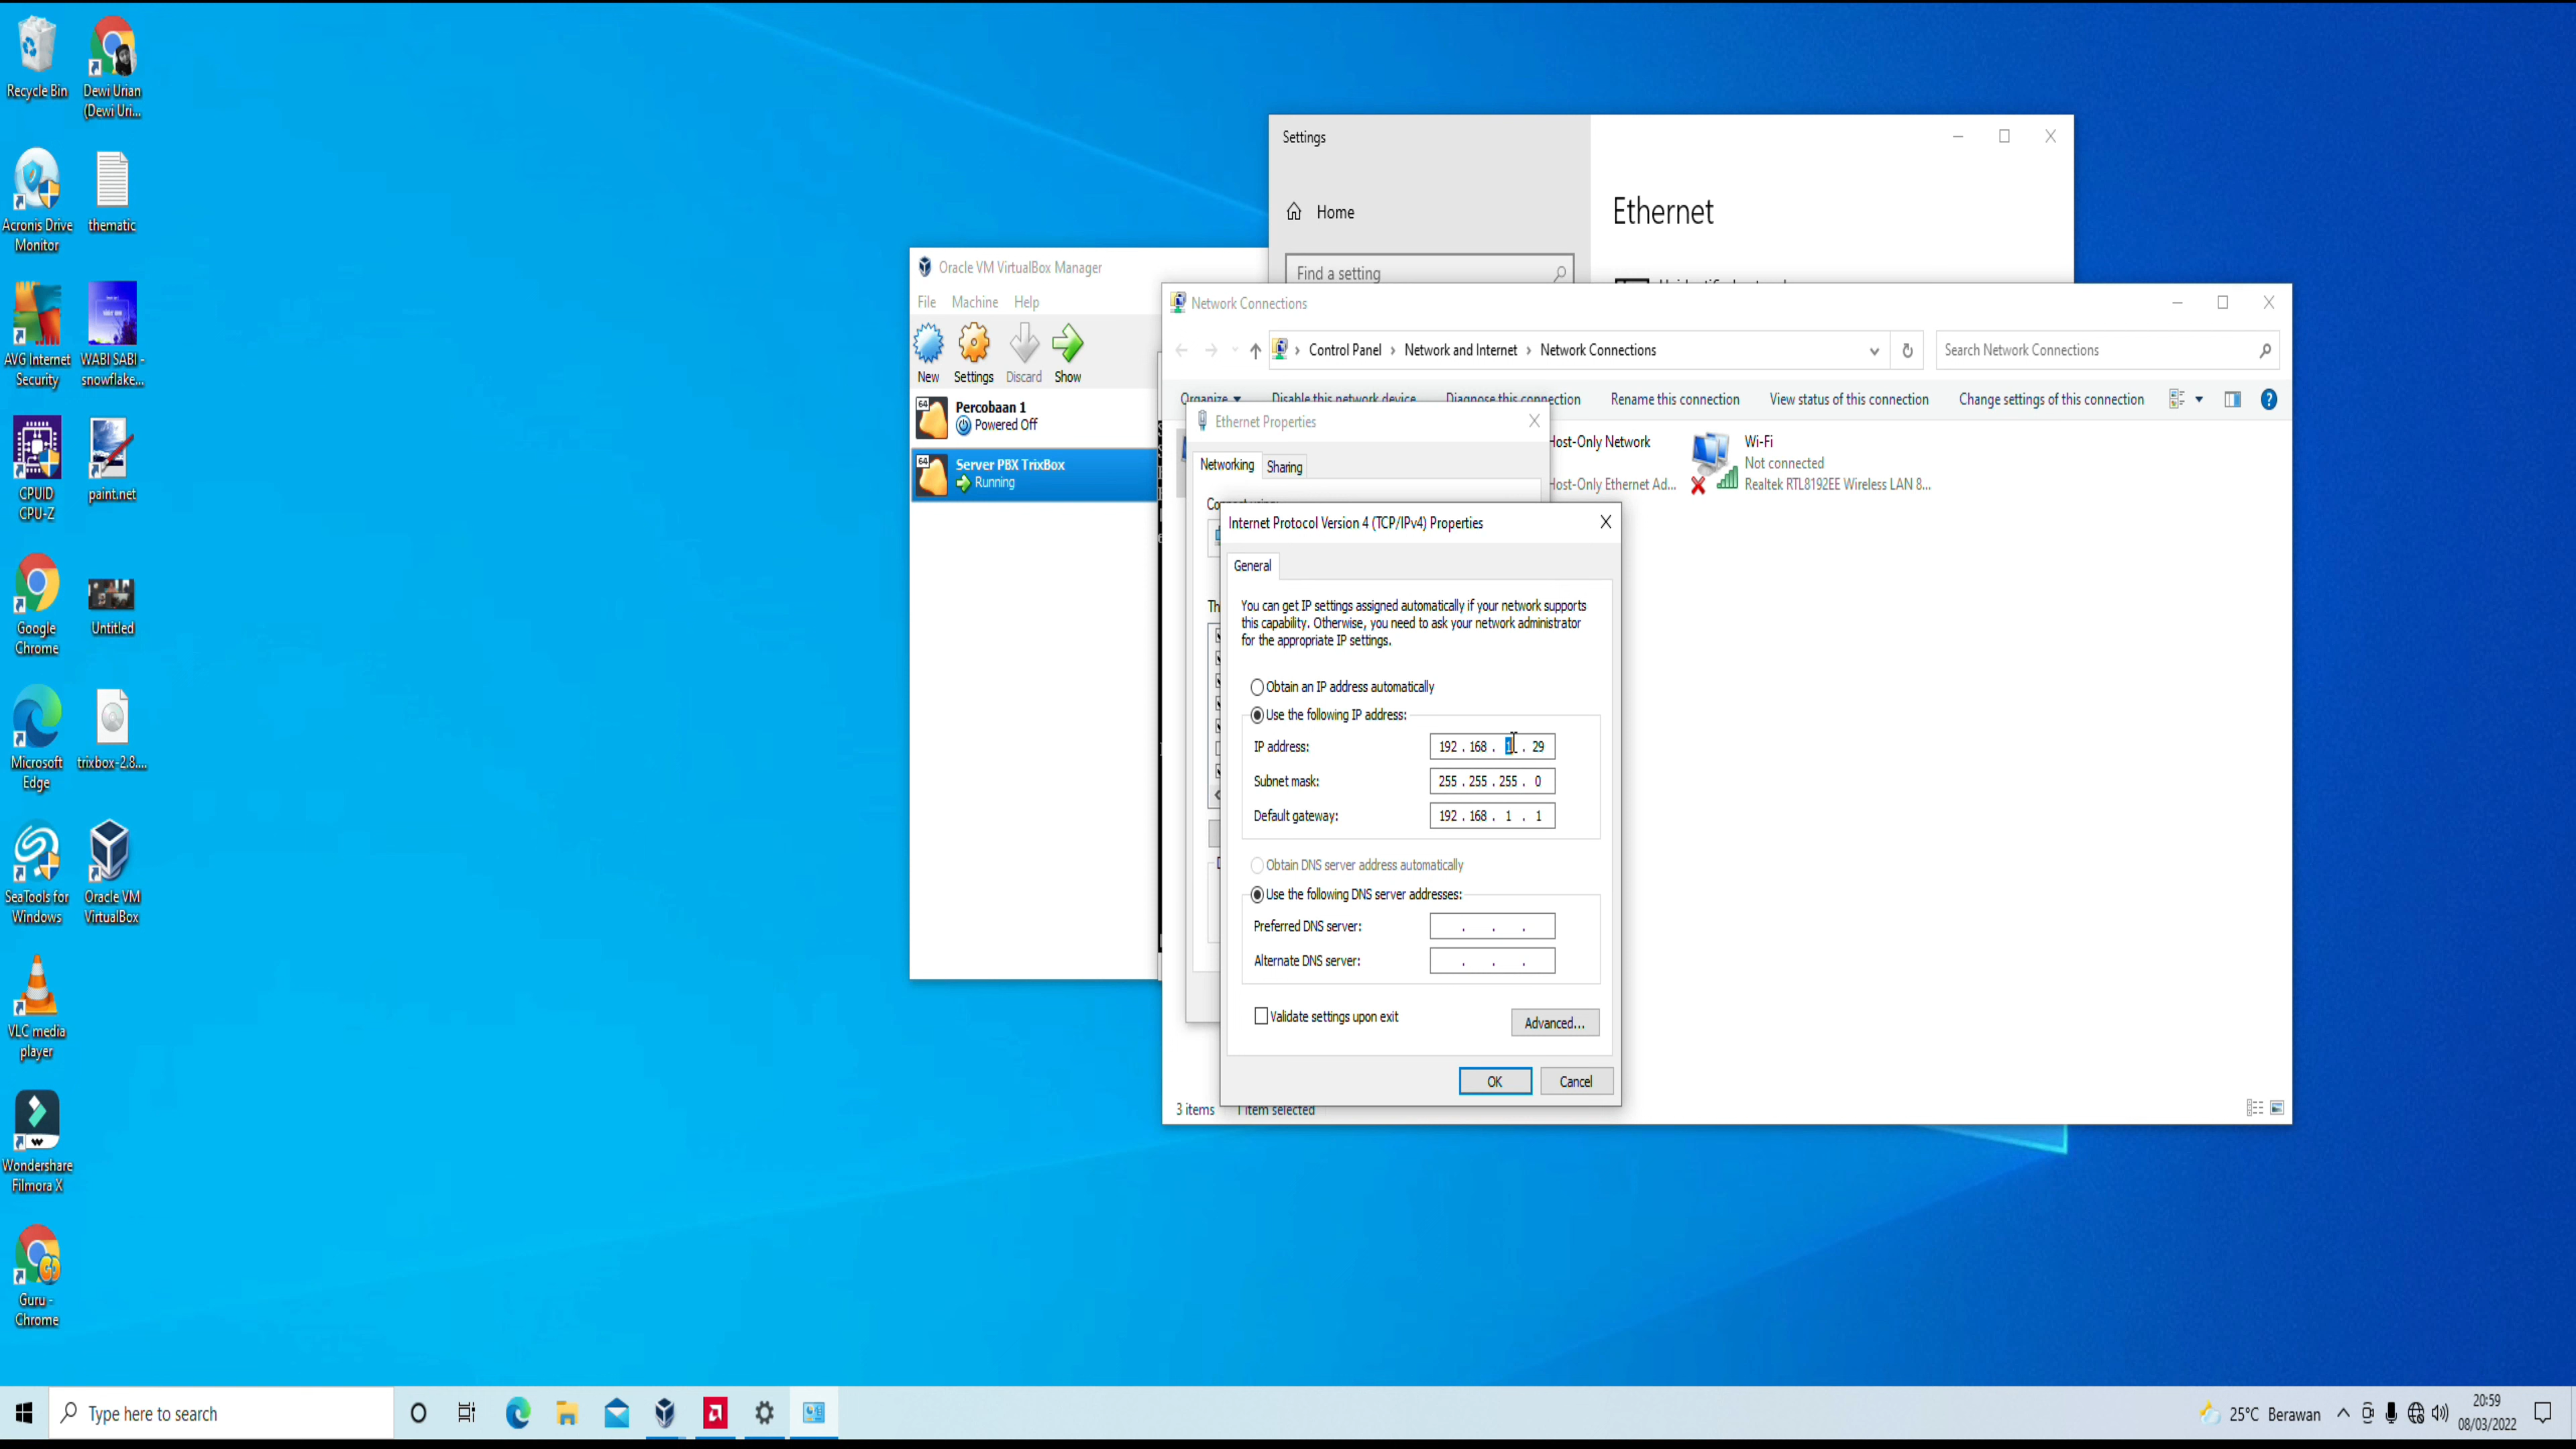 Recycle Bin
Dewi Urian
(Dewi Uri...
Acronis Drive
Monitor
thematic
AVG Internet
Security
WABI SABI -
snowflake...
CPUID
CPU-Z
paint.net
Google
Chrome
Untitled
Microsoft
Edge
trixbox-2.8....
SeaTools for
Windows
Oracle VM
VirtualBox
VLC media
player
Wondershare
Filmora X
Guru -
Chrome
Settings
Home
Find a setting
Ethernet
Oracle VM VirtualBox Manager
File Machine Help
New Settings Discard Show
64
Percobaan 1
Powered Off
64
Server PBX TrixBox
Running
Network Connections
Control Panel › Network and Internet › Network Connections
Search Network Connections
Organize Disable this network device Diagnose this connection Rename this connection View status of this connection Change settings of this connection
Host-Only Network
Host-Only Ethernet Ad...
Wi-Fi
Not connected
Realtek RTL8192EE Wireless LAN 8...
Ethernet Properties
Networking Sharing
Internet Protocol Version 4 (TCP/IPv4) Properties
General
You can get IP settings assigned automatically if your network supports
this capability. Otherwise, you need to ask your network administrator
for the appropriate IP settings.
Obtain an IP address automatically
Use the following IP address:
IP address: 192 . 168 . 1 . 29
Subnet mask: 255 . 255 . 255 . 0
Default gateway: 192 . 168 . 1 . 1
Obtain DNS server address automatically
Use the following DNS server addresses:
Preferred DNS server: . . .
Alternate DNS server: . . .
Validate settings upon exit
Advanced...
OK Cancel
3 items 1 item selected
Type here to search
25°C Berawan
20:59
08/03/2022